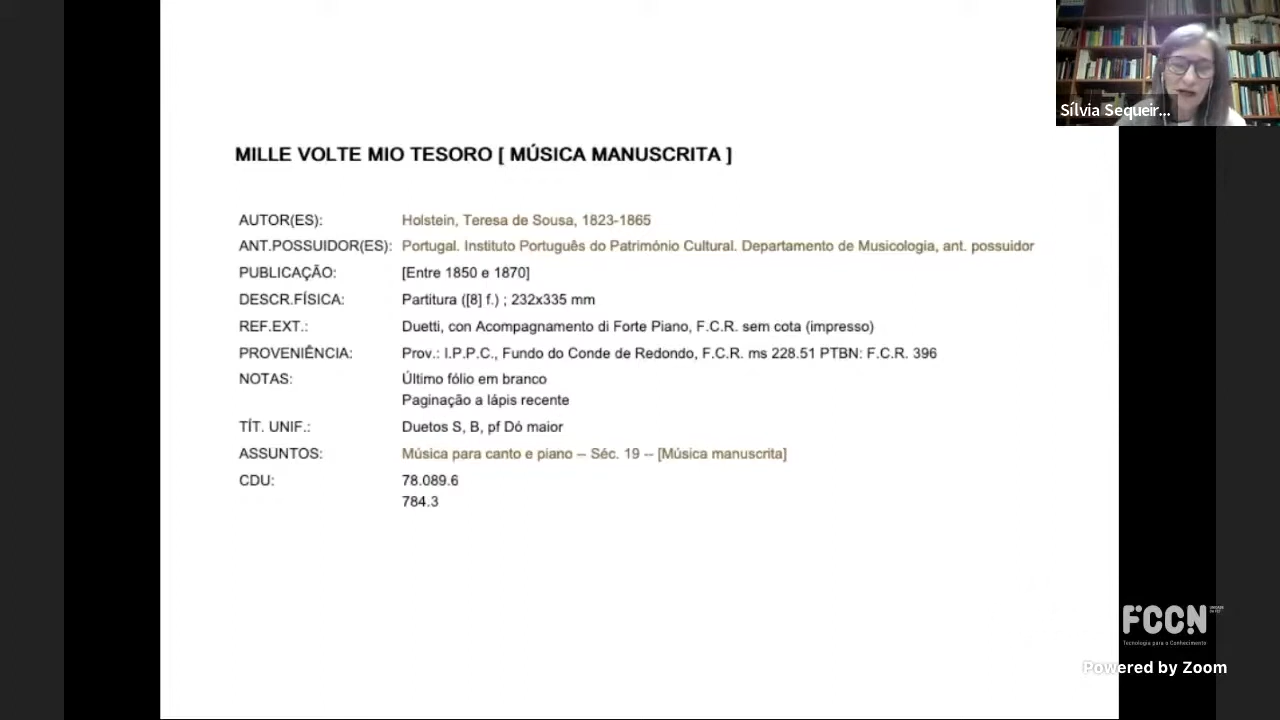 Sílvia Sequeir...
MILLE VOLTE MIO TESORO [ MÚSICA MANUSCRITA ]
AUTOR(ES): Holstein, Teresa de Sousa, 1823-1865
ANT.POSSUIDOR(ES): Portugal. Instituto Português do Património Cultural. Departamento de Musicologia, ant. possuidor
PUBLICAÇÃO: [Entre 1850 e 1870]
DESCR.FÍSICA: Partitura ([8] f.) ; 232x335 mm
REF.EXT.: Duetti, con Acompagnamento di Forte Piano, F.C.R. sem cota (impresso)
PROVENIÊNCIA: Prov.: I.P.P.C., Fundo do Conde de Redondo, F.C.R. ms 228.51 PTBN: F.C.R. 396
NOTAS: Último fólio em branco
Paginação a lápis recente
TÍT. UNIF.: Duetos S, B, pf Dó maior
ASSUNTOS: Música para canto e piano -- Séc. 19 -- [Música manuscrita]
CDU: 78.089.6
784.3
FCCN
Tecnologia para o Conhecimento
Powered by Zoom